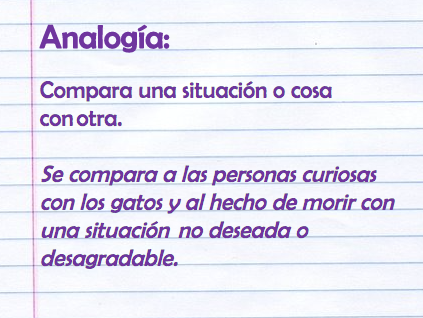 Analogía:
Compara una situación o cosa
con otra.
Se compara a las personas curiosas
con los gatos y al hecho de morir con
una situación no deseada o
desagradable.